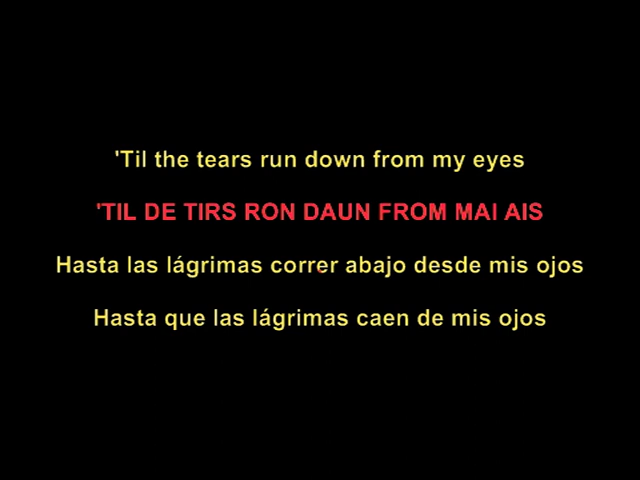 'Til the tears run down from my eyes
'TIL DE TIRS RON DAUN FROM MAI AIS
Hasta las lágrimas correr abajo desde mis ojos
Hasta que las lágrimas caen de mis ojos